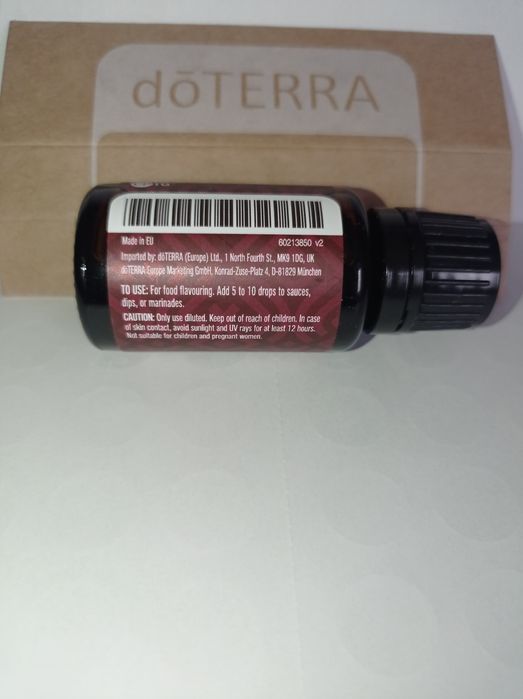 dōTERRA
Made in EU 60213850 v2
Imported by: dōTERRA (Europe) Ltd., 1 North Fourth St., MK9 1DG, UK
dōTERRA Europe Marketing GmbH, Konrad-Zuse-Platz 4, D-81829 München
TO USE: For food flavouring. Add 5 to 10 drops to sauces,
dips, or marinades.
CAUTION: Only use diluted. Keep out of reach of children. In case
of skin contact, avoid sunlight and UV rays for at least 12 hours.
Not suitable for children and pregnant women.